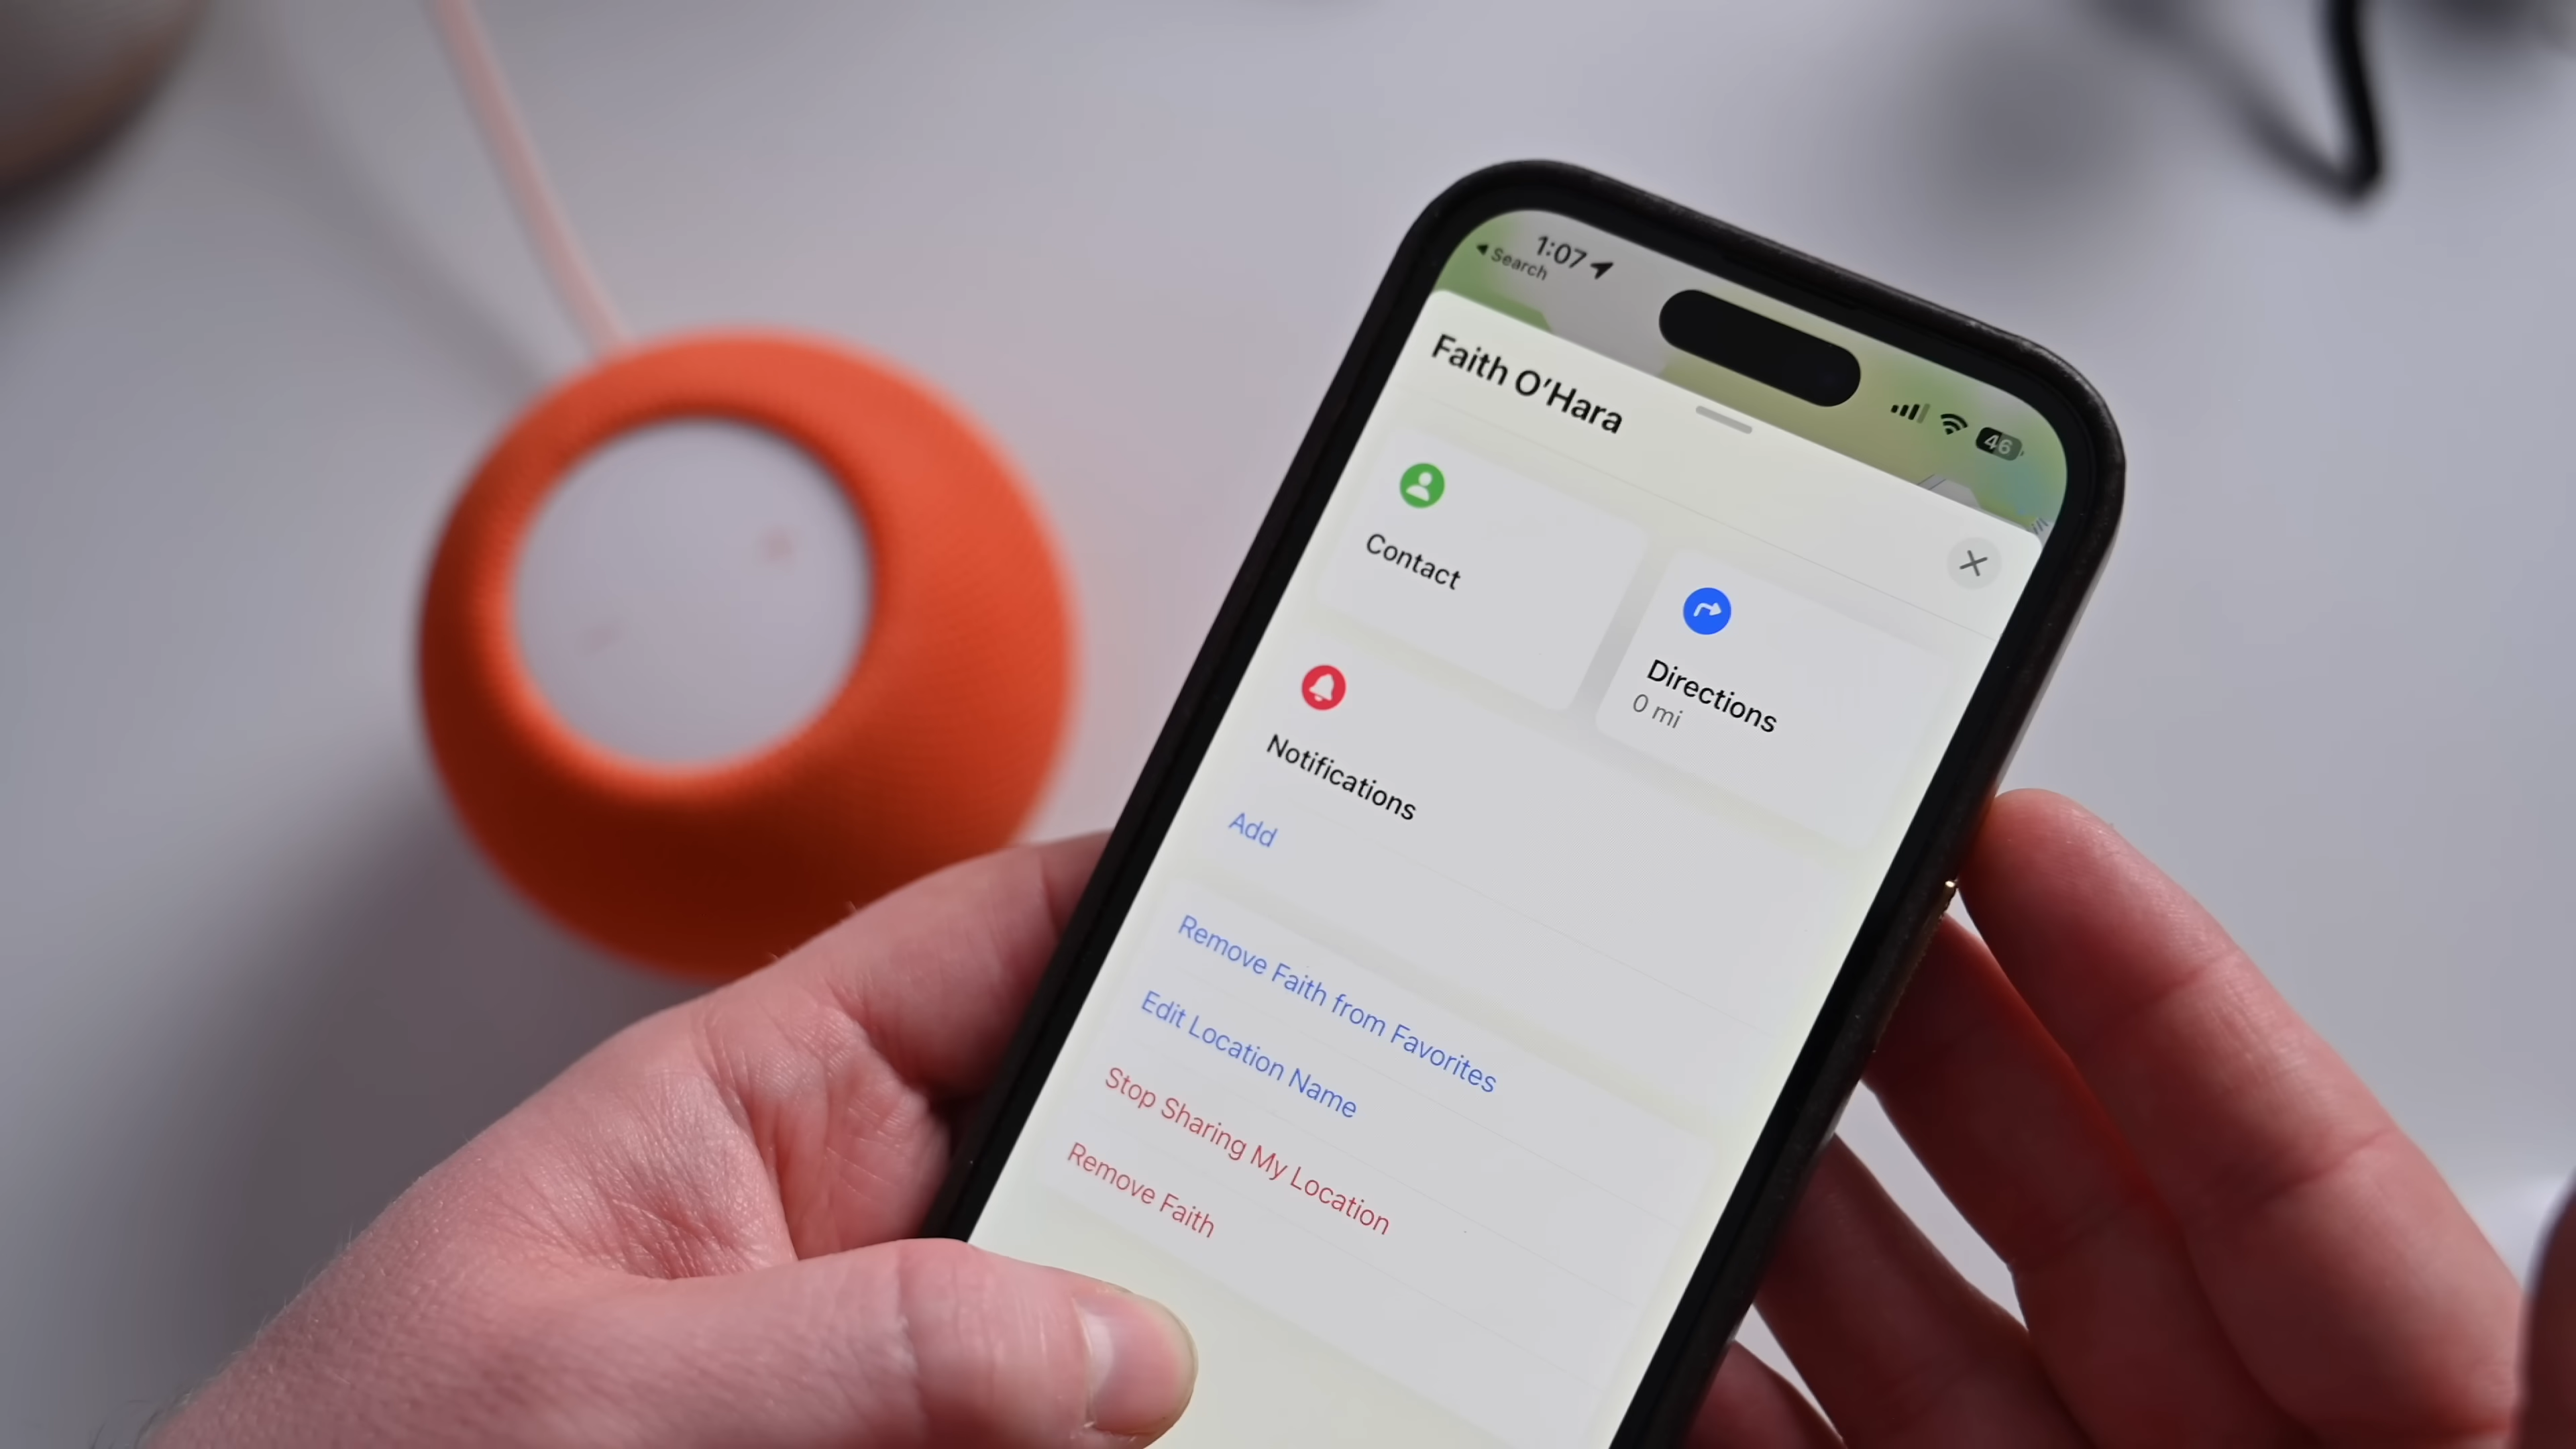 1:07
Search
46
Faith O'Hara
Contact
Directions
0 mi
Notifications
Add
Remove Faith from Favorites
Edit Location Name
Stop Sharing My Location
Remove Faith